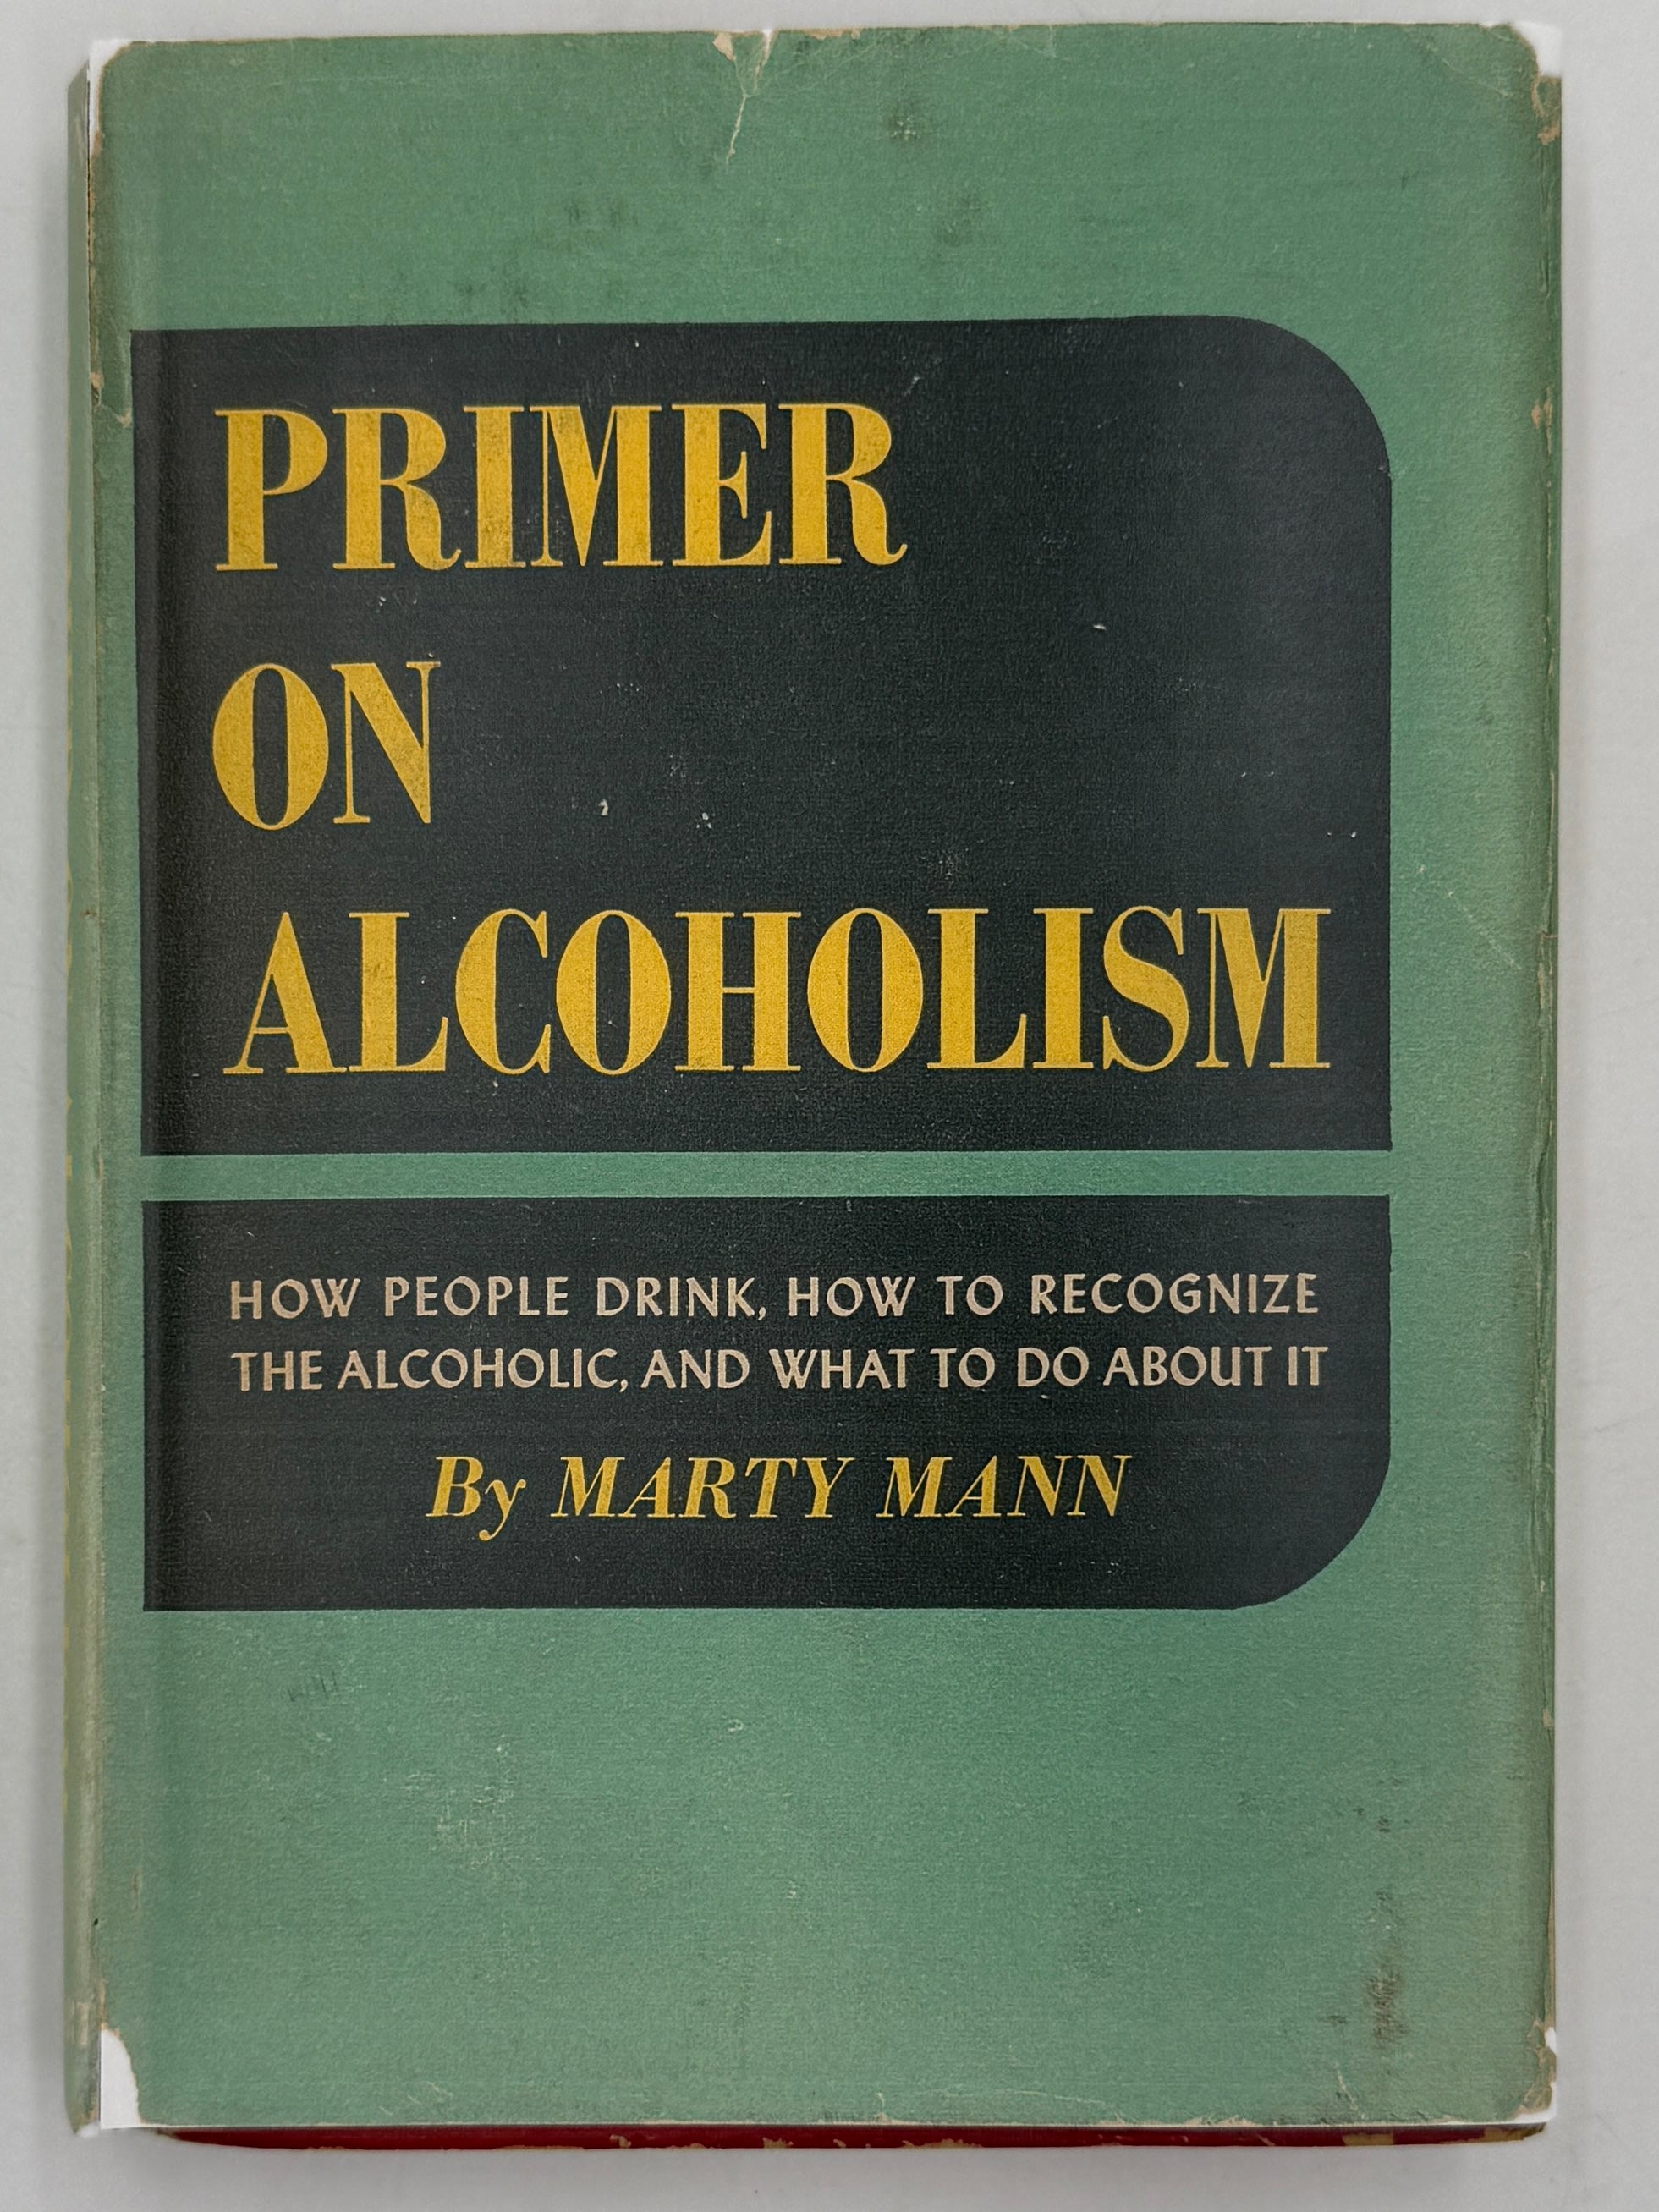 PRIMER
ON
ALCOHOLISM
HOW PEOPLE DRINK, HOW TO RECOGNIZE
THE ALCOHOLIC, AND WHAT TO DO ABOUT IT
By MARTY MANN